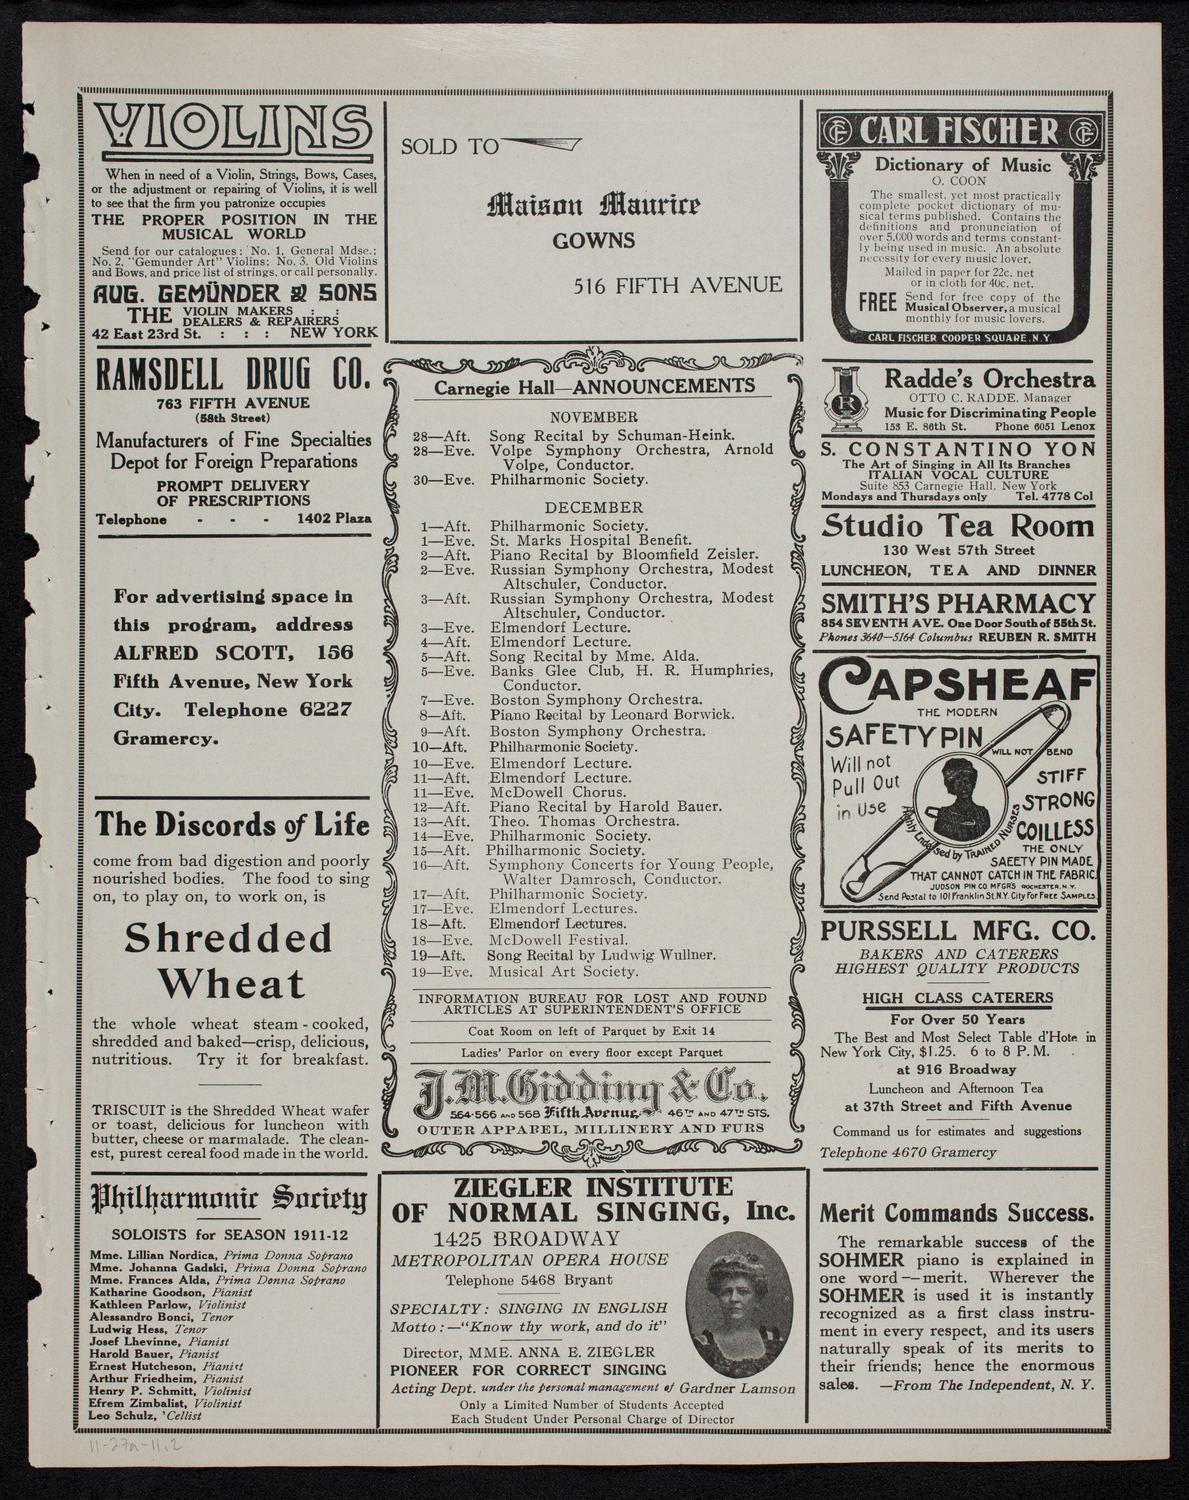 VIOLINS
When in need of a Violin, Strings, Bows, Cases,
or the adjustment or repairing of Violins, it is well
to see that the firm you patronize occupies
THE PROPER POSITION IN THE
MUSICAL WORLD
Send for our catalogues: No. 1, General Mdse.;
No. 2, "Gemunder Art" Violins; No. 3. Old Violins
and Bows, and price list of strings, or call personally.
AUG. GEMÜNDER & SONS
THE VIOLIN MAKERS : :
DEALERS & REPAIRERS
42 East 23rd St. : : : NEW YORK
RAMSDELL DRUG CO.
763 FIFTH AVENUE
(58th Street)
Manufacturers of Fine Specialties
Depot for Foreign Preparations
PROMPT DELIVERY
OF PRESCRIPTIONS
Telephone - - - 1402 Plaza
For advertising space in
this program, address
ALFRED SCOTT, 156
Fifth Avenue, New York
City. Telephone 6227
Gramercy.
The Discords of Life
come from bad digestion and poorly
nourished bodies. The food to sing
on, to play on, to work on, is
Shredded
Wheat
the whole wheat steam-cooked,
shredded and baked—crisp, delicious,
nutritious. Try it for breakfast.
TRISCUIT is the Shredded Wheat wafer
or toast, delicious for luncheon with
butter, cheese or marmalade. The clean-
est, purest cereal food made in the world.
Philharmonic Society
SOLOISTS for SEASON 1911-12
Mme. Lillian Nordica, Prima Donna Soprano
Mme. Johanna Gadski, Prima Donna Soprano
Mme. Frances Alda, Prima Donna Soprano
Katharine Goodson, Pianist
Kathleen Parlow, Violinist
Alessandro Bonci, Tenor
Ludwig Hess, Tenor
Josef Lhevinne, Pianist
Harold Bauer, Pianist
Ernest Hutcheson, Pianist
Arthur Friedheim, Pianist
Henry P. Schmitt, Violinist
Efrem Zimbalist, Violinist
Leo Schulz, 'Cellist
SOLD TO
Maison Maurice
GOWNS
516 FIFTH AVENUE
Carnegie Hall—ANNOUNCEMENTS
NOVEMBER
28—Aft. Song Recital by Schuman-Heink.
28—Eve. Volpe Symphony Orchestra, Arnold
Volpe, Conductor.
30—Eve. Philharmonic Society.
DECEMBER
1—Aft. Philharmonic Society.
1—Eve. St. Marks Hospital Benefit.
2—Aft. Piano Recital by Bloomfield Zeisler.
2—Eve. Russian Symphony Orchestra, Modest
Altschuler, Conductor.
3—Aft. Russian Symphony Orchestra, Modest
Altschuler, Conductor.
3—Eve. Elmendorf Lecture.
4—Aft. Elmendorf Lecture.
5—Aft. Song Recital by Mme. Alda.
5—Eve. Banks Glee Club, H. R. Humphries,
Conductor.
7—Eve. Boston Symphony Orchestra.
8—Aft. Piano Recital by Leonard Borwick.
9—Aft. Boston Symphony Orchestra.
10—Aft. Philharmonic Society.
10—Eve. Elmendorf Lecture.
11—Aft. Elmendorf Lecture.
11—Eve. McDowell Chorus.
12—Aft. Piano Recital by Harold Bauer.
13—Aft. Theo. Thomas Orchestra.
14—Eve. Philharmonic Society.
15—Aft. Philharmonic Society.
16—Aft. Symphony Concerts for Young People,
Walter Damrosch, Conductor.
17—Aft. Philharmonic Society.
17—Eve. Elmendorf Lectures.
18—Aft. Elmendorf Lectures.
18—Eve. McDowell Festival.
19—Aft. Song Recital by Ludwig Wullner.
19—Eve. Musical Art Society.
INFORMATION BUREAU FOR LOST AND FOUND
ARTICLES AT SUPERINTENDENT'S OFFICE
Coat Room on left of Parquet by Exit 14
Ladies' Parlor on every floor except Parquet
J. M. Gidding & Co.
564-566 AND 568 Fifth Avenue 46TH AND 47TH STS.
OUTER APPAREL, MILLINERY AND FURS
ZIEGLER INSTITUTE
OF NORMAL SINGING, Inc.
1425 BROADWAY
METROPOLITAN OPERA HOUSE
Telephone 5468 Bryant
SPECIALTY: SINGING IN ENGLISH
Motto:—"Know thy work, and do it"
Director, MME. ANNA E. ZIEGLER
PIONEER FOR CORRECT SINGING
Acting Dept. under the personal management of Gardner Lamson
Only a Limited Number of Students Accepted
Each Student Under Personal Charge of Director
CF CARL FISCHER CF
Dictionary of Music
O. COON
The smallest, yet most practically
complete pocket dictionary of mu-
sical terms published. Contains the
definitions and pronunciation of
over 5,000 words and terms constant-
ly being used in music. An absolute
necessity for every music lover.
Mailed in paper for 22c. net
or in cloth for 40c. net.
FREE Send for free copy of the
Musical Observer, a musical
monthly for music lovers.
CARL FISCHER COOPER SQUARE, N.Y.
R
Radde's Orchestra
OTTO C. RADDE, Manager
Music for Discriminating People
153 E. 86th St. Phone 6051 Lenox
S. CONSTANTINO YON
The Art of Singing in All Its Branches
ITALIAN VOCAL CULTURE
Suite 853 Carnegie Hall, New York
Mondays and Thursdays only Tel. 4778 Col
Studio Tea Room
130 West 57th Street
LUNCHEON, TEA AND DINNER
SMITH'S PHARMACY
854 SEVENTH AVE. One Door South of 55th St.
Phones 3640—5164 Columbus REUBEN R. SMITH
CAPSHEAF
THE MODERN
SAFETY PIN
WILL NOT BEND
Will not
Pull Out
in Use
STIFF
STRONG
COILLESS
Highly Endorsed by TRAINED NURSES
THE ONLY
SAFETY PIN MADE
THAT CANNOT CATCH IN THE FABRIC.
JUDSON PIN CO. MFGRS ROCHESTER, N.Y.
Send Postal to 101 Franklin St. N.Y. City For FREE SAMPLES
PURSSELL MFG. CO.
BAKERS AND CATERERS
HIGHEST QUALITY PRODUCTS
HIGH CLASS CATERERS
For Over 50 Years
The Best and Most Select Table d'Hote in
New York City, $1.25. 6 to 8 P. M.
at 916 Broadway
Luncheon and Afternoon Tea
at 37th Street and Fifth Avenue
Command us for estimates and suggestions
Telephone 4670 Gramercy
Merit Commands Success.
The remarkable success of the
SOHMER piano is explained in
one word—merit. Wherever the
SOHMER is used it is instantly
recognized as a first class instru-
ment in every respect, and its users
naturally speak of its merits to
their friends; hence the enormous
sales. —From The Independent, N. Y.
11-27a-11.2